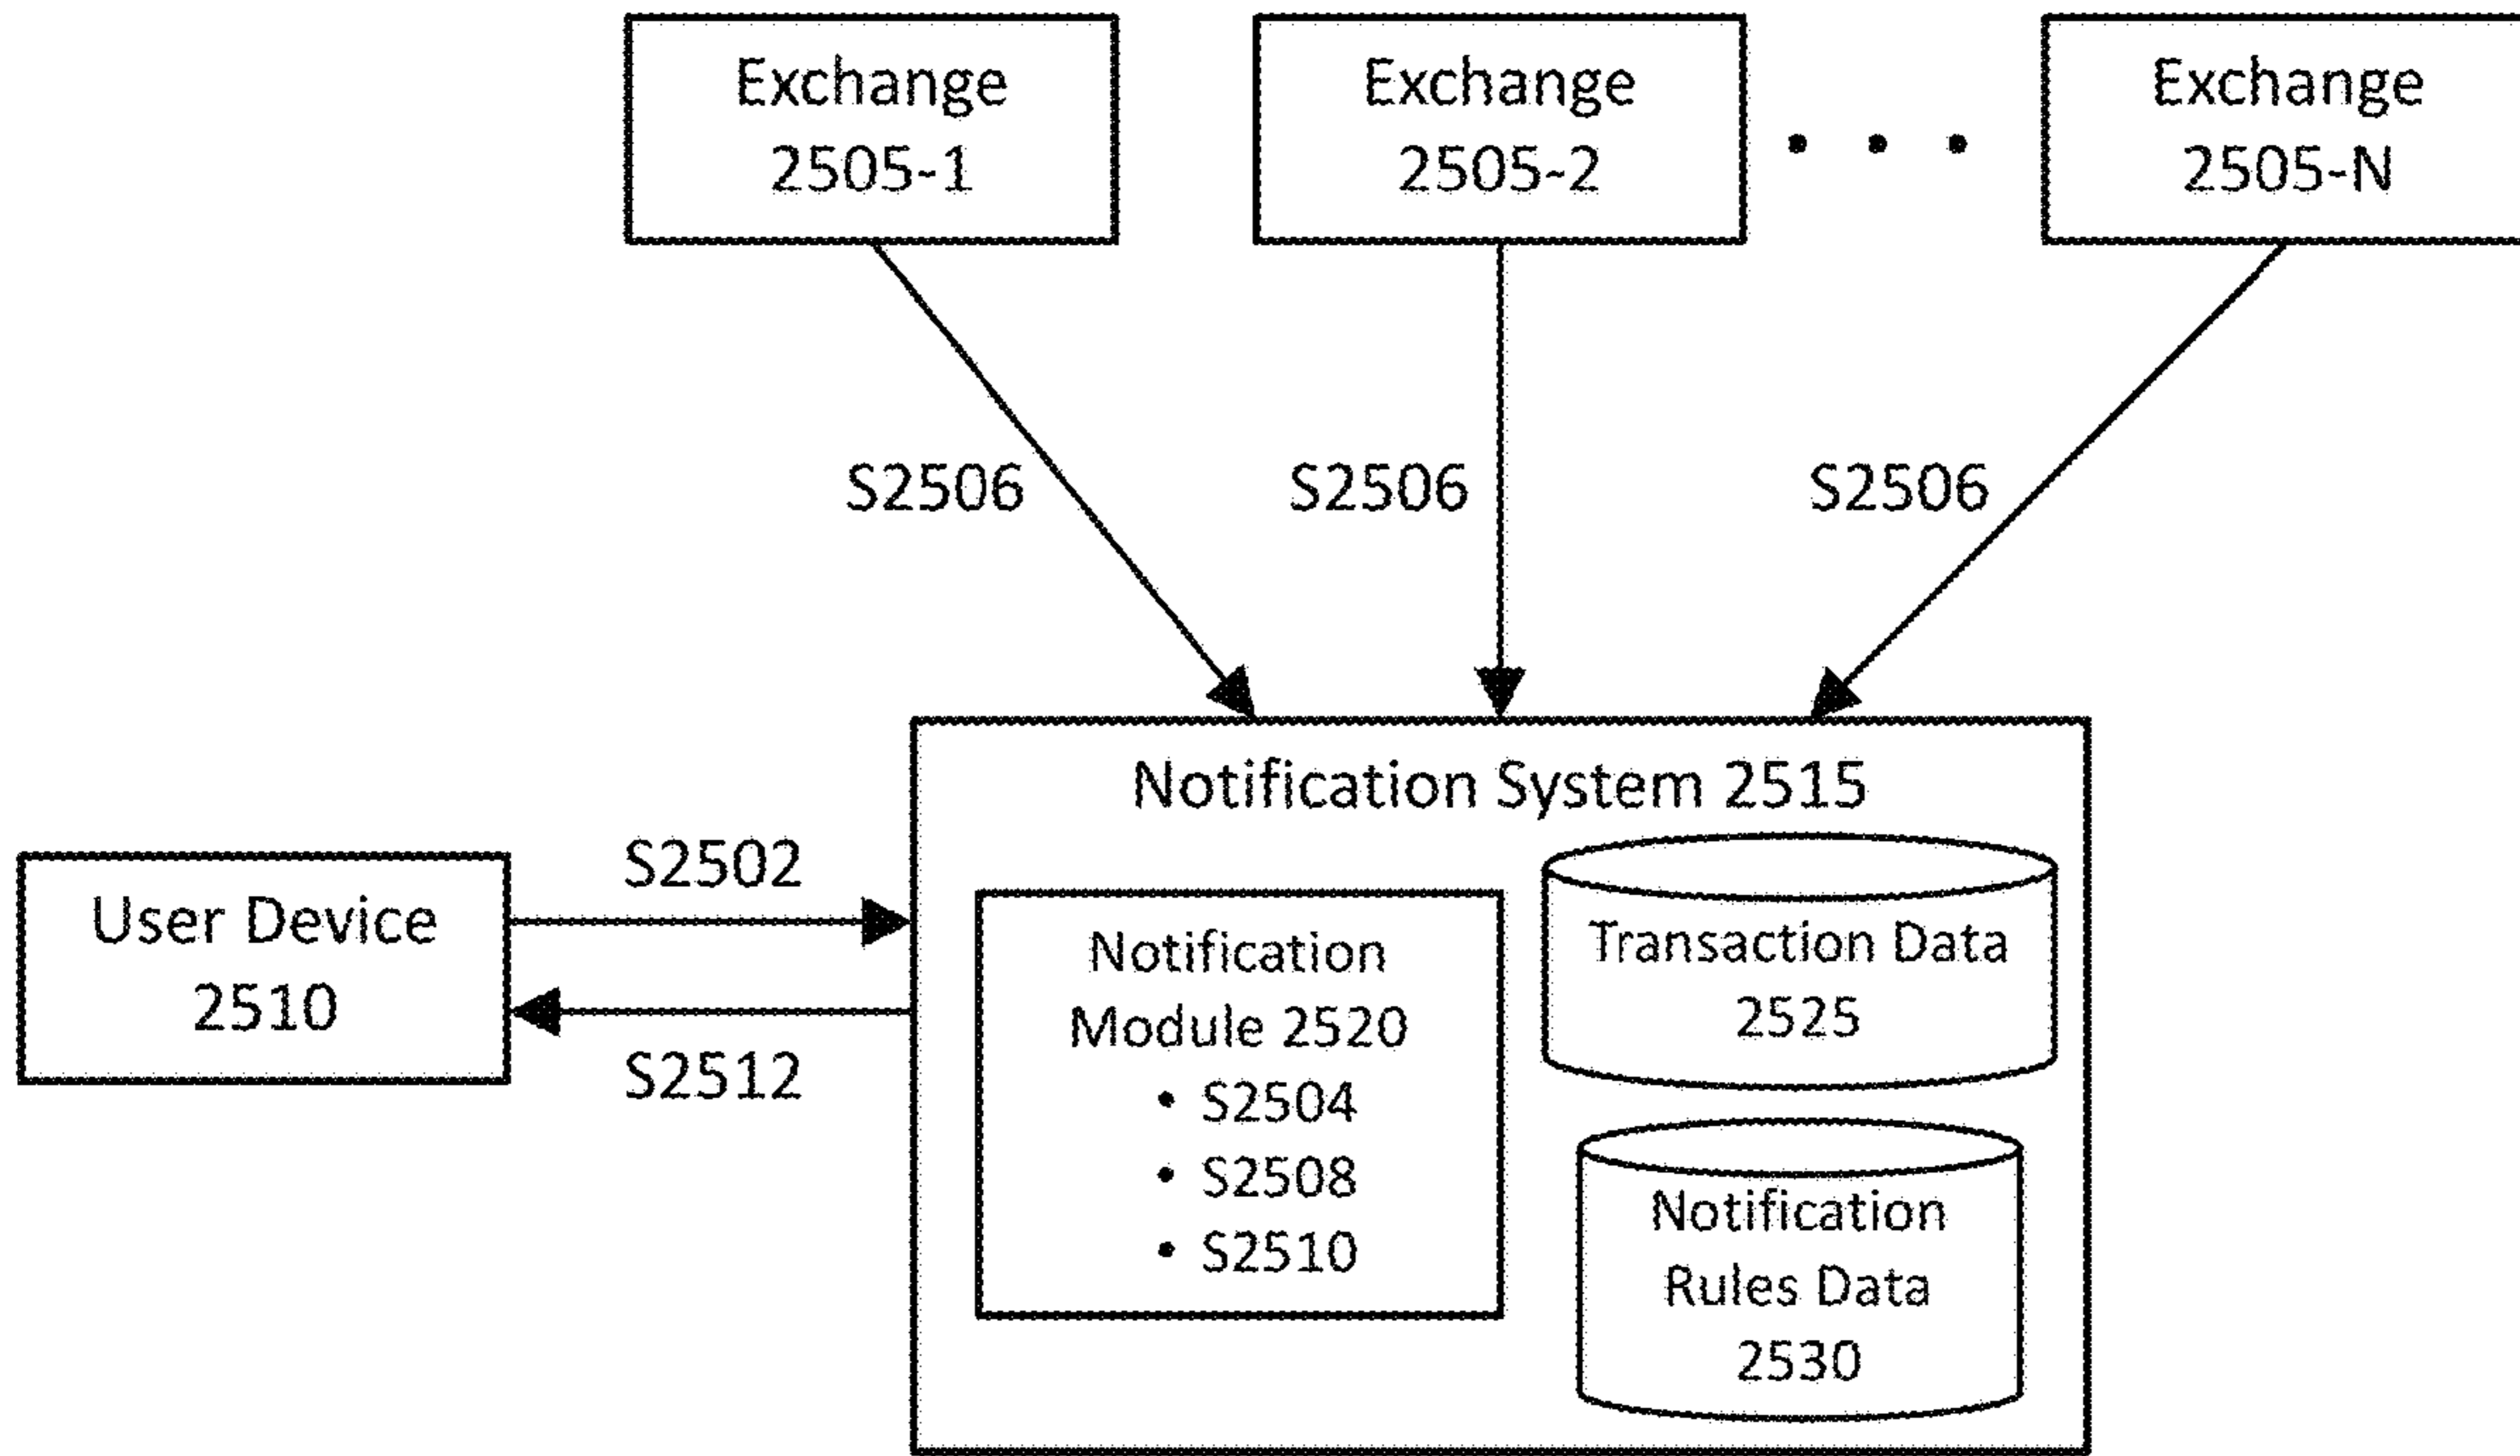 Exchange
2505-1
Exchange
2505-2
• • •
Exchange
2505-N
S2506
S2506
S2506
Notification System 2515
S2502
User Device
2510
S2512
Notification
Module 2520
• S2504
• S2508
• S2510
Transaction Data
2525
Notification
Rules Data
2530